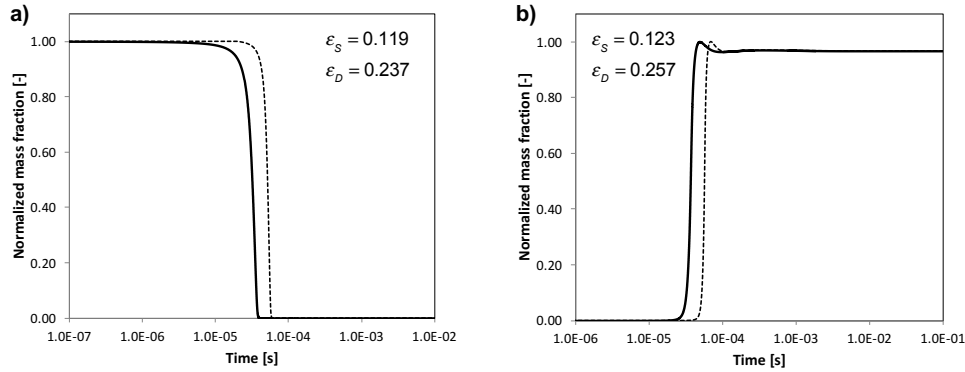 a)
Normalized mass fraction [-]
1.00
0.80
0.60
0.40
0.20
0.00
ε_S = 0.119
ε_D = 0.237
1.0E-07 1.0E-06 1.0E-05 1.0E-04 1.0E-03 1.0E-02
Time [s]
b)
Normalized mass fraction [-]
1.00
0.80
0.60
0.40
0.20
0.00
ε_S = 0.123
ε_D = 0.257
1.0E-06 1.0E-05 1.0E-04 1.0E-03 1.0E-02 1.0E-01
Time [s]